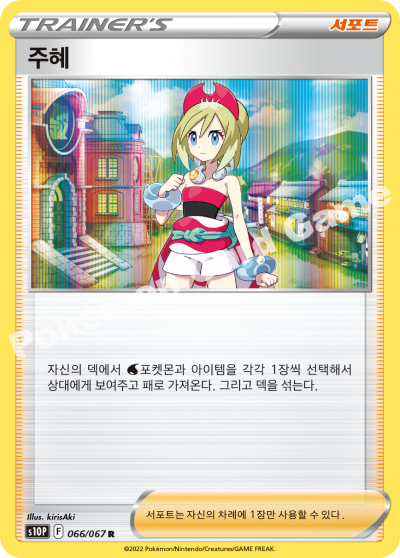 TRAINER'S 서포트
주혜
자신의 덱에서 포켓몬과 아이템을 각각 1장씩 선택해서
상대에게 보여주고 패로 가져온다. 그리고 덱을 섞는다.
Illus. kirisAki
s10P F 066/067 R
서포트는 자신의 차례에 1장만 사용할 수 있다.
©2022 Pokémon/Nintendo/Creatures/GAME FREAK.
Pokémon Card Game